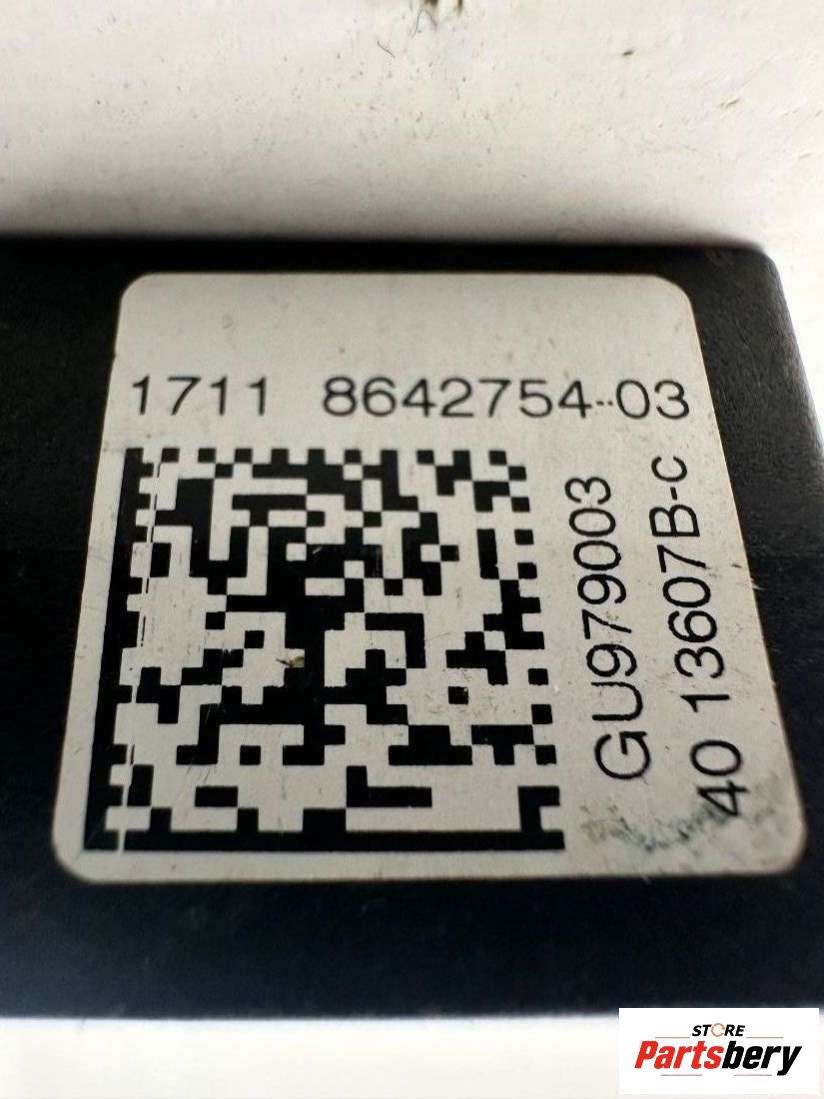 1711 8642754-03
GU979003
40 13607B-c
STORE
Partsbery